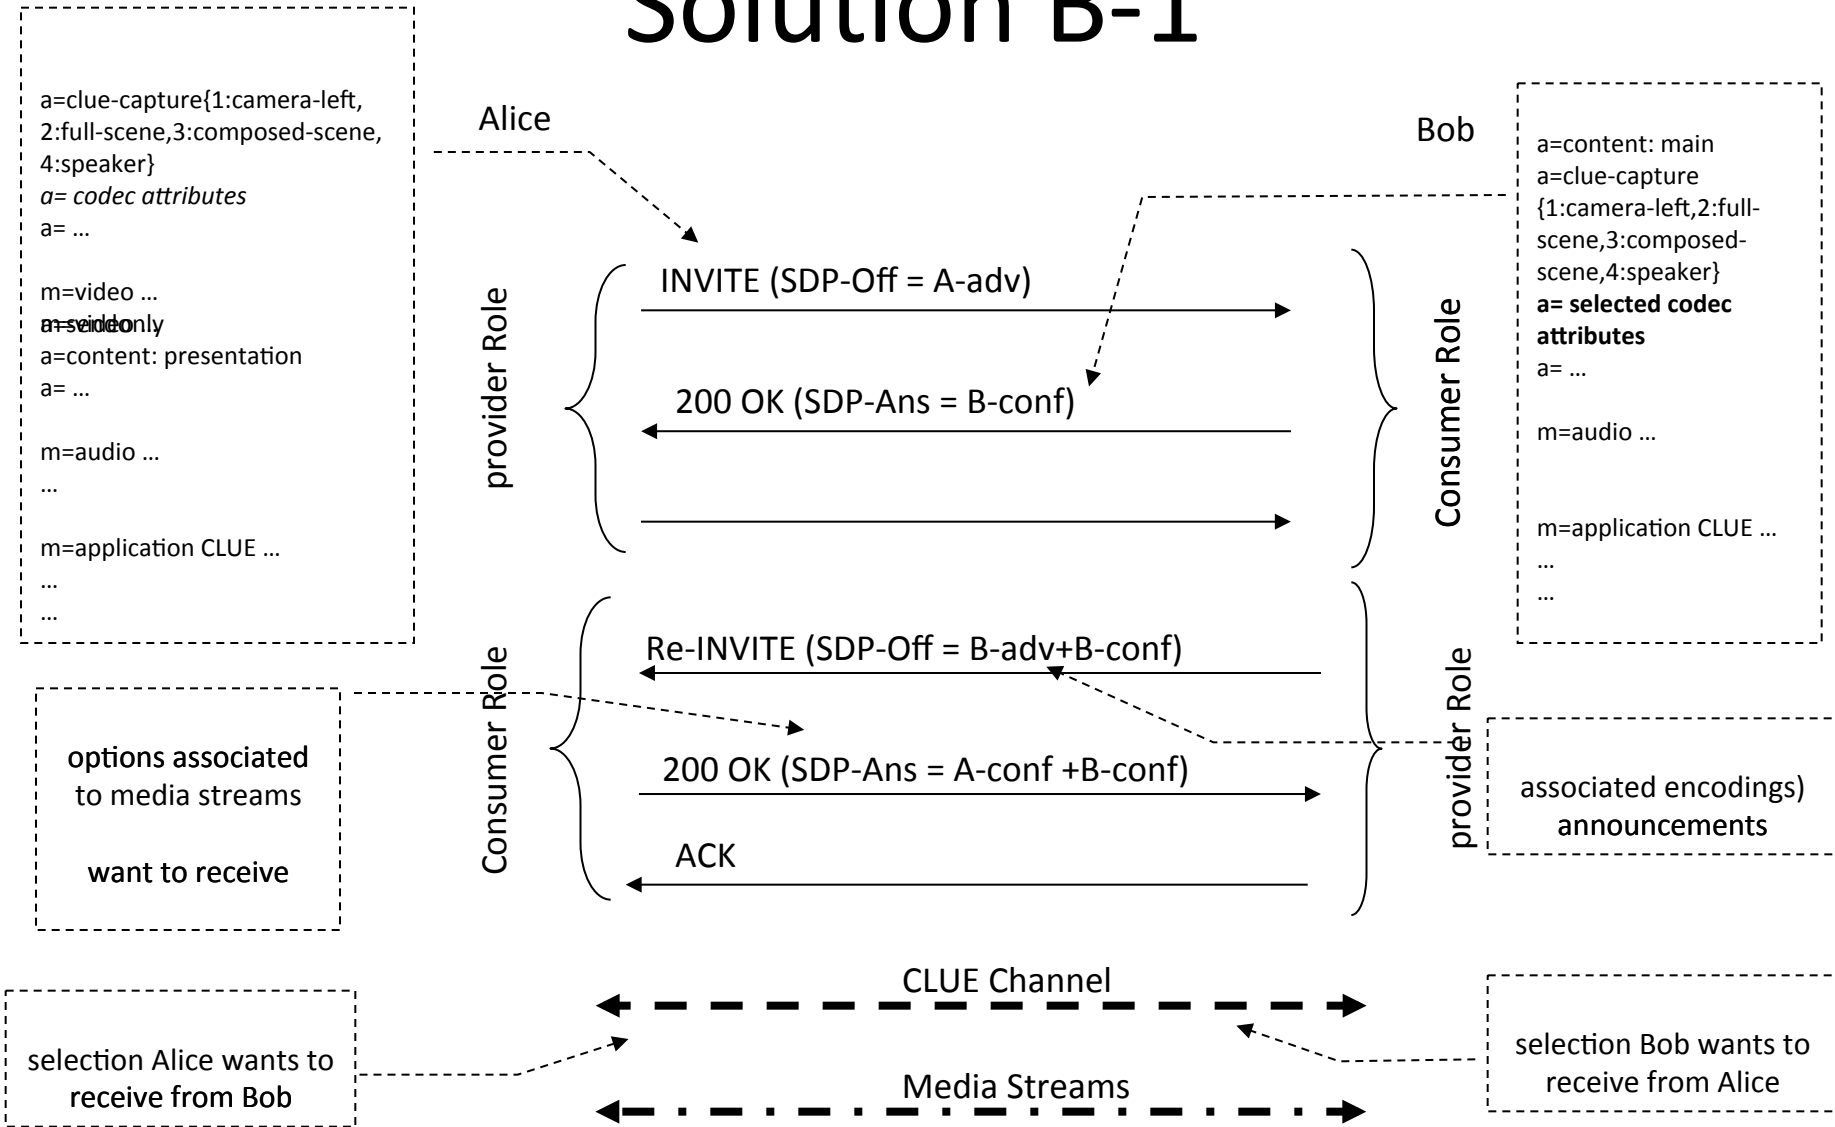 Solution B-1
a=clue-capture{1:camera-left,
2:full-scene,3:composed-scene,
4:speaker}
a= codec attributes
a= ...
m=video ...
a=content: presentation
a= ...
m=audio ...
...
m=application CLUE ...
...
...
Alice
Bob
a=content: main
a=clue-capture
{1:camera-left,2:full-
scene,3:composed-
scene,4:speaker}
a= selected codec
attributes
a= ...
m=audio ...
m=application CLUE ...
...
...
provider Role
INVITE (SDP-Off = A-adv)
200 OK (SDP-Ans = B-conf)
Consumer Role
Consumer Role
Re-INVITE (SDP-Off = B-adv+B-conf)
200 OK (SDP-Ans = A-conf +B-conf)
ACK
provider Role
options associated
to media streams
want to receive
associated encodings)
announcements
CLUE Channel
Media Streams
selection Alice wants to
receive from Bob
selection Bob wants to
receive from Alice